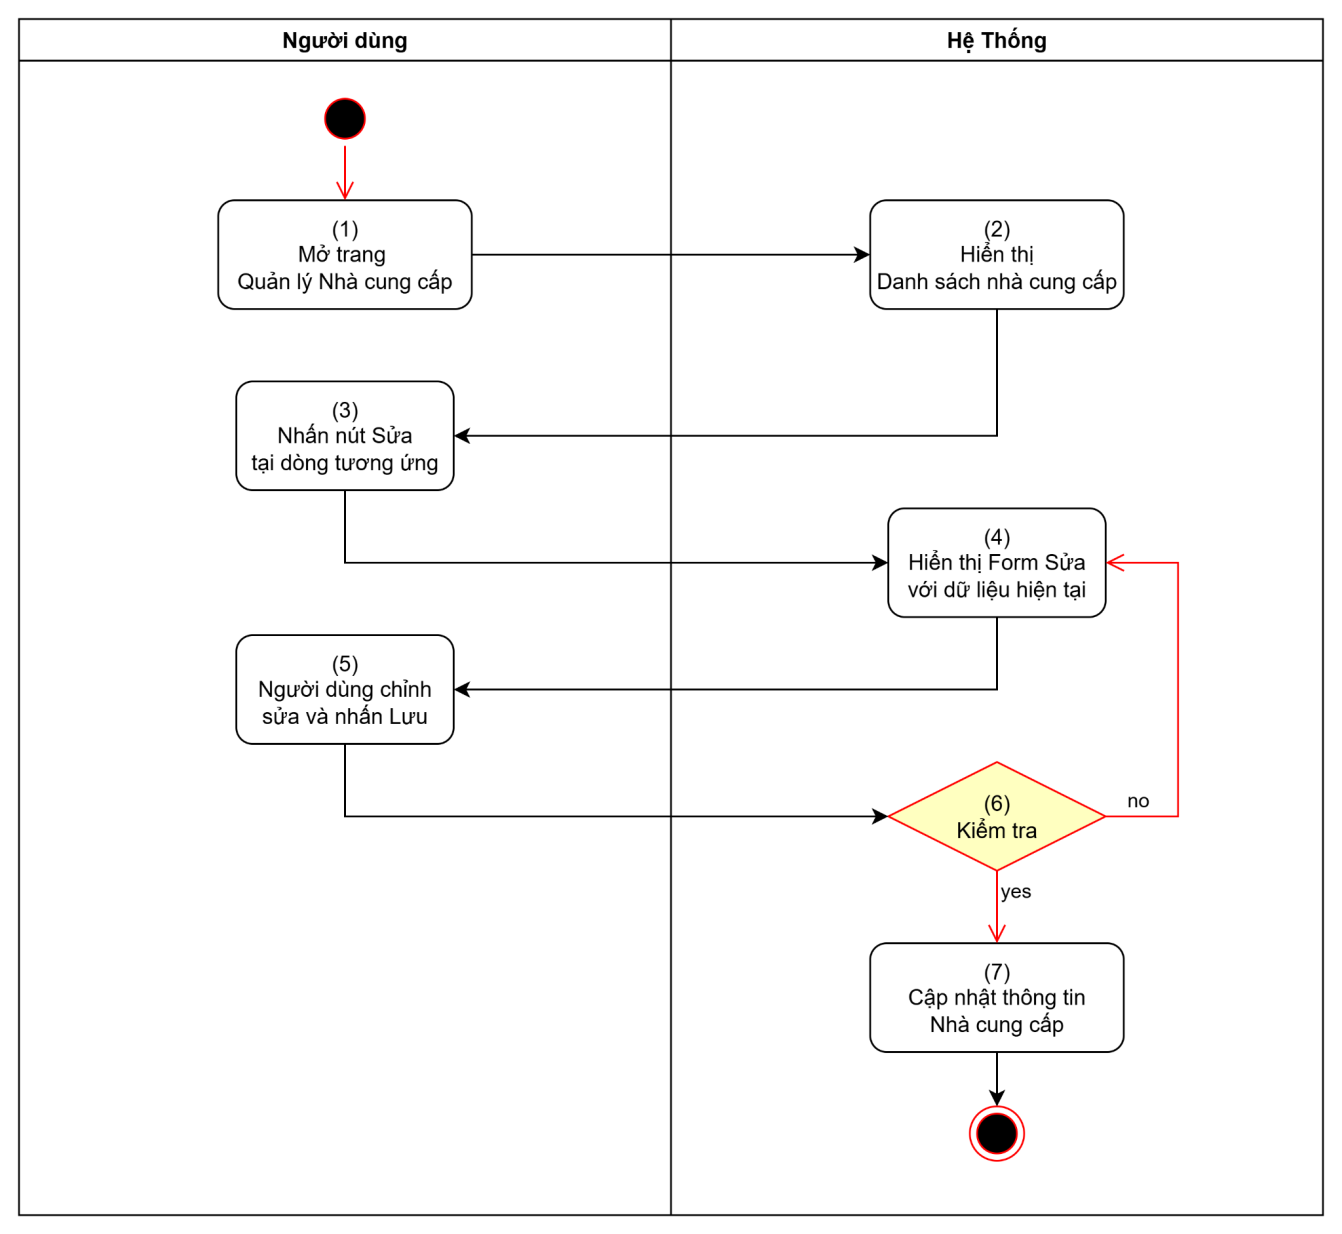 Người dùng
Hệ Thống
(1)
Mở trang
Quản lý Nhà cung cấp
(2)
Hiển thị
Danh sách nhà cung cấp
(3)
Nhấn nút Sửa
tại dòng tương ứng
(4)
Hiển thị Form Sửa
với dữ liệu hiện tại
(5)
Người dùng chỉnh
sửa và nhấn Lưu
(6)
Kiểm tra
no
yes
(7)
Cập nhật thông tin
Nhà cung cấp